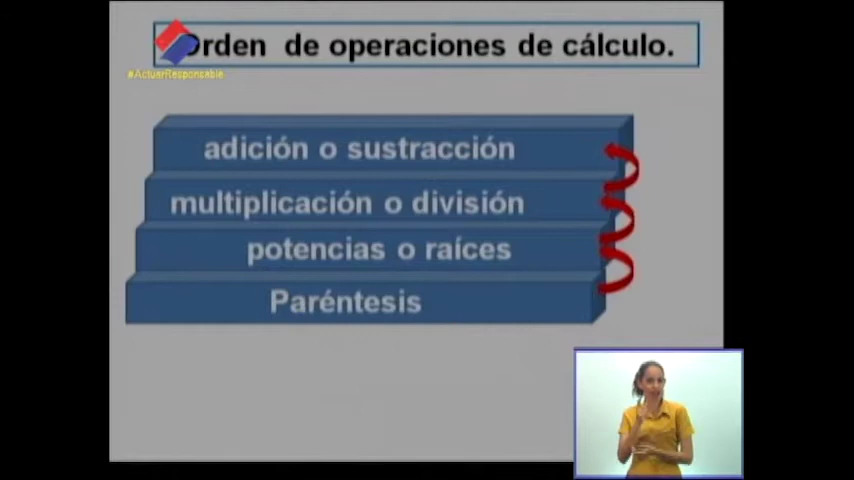 Orden de operaciones de cálculo.
#ActuarResponsable
adición o sustracción
multiplicación o división
potencias o raíces
Paréntesis